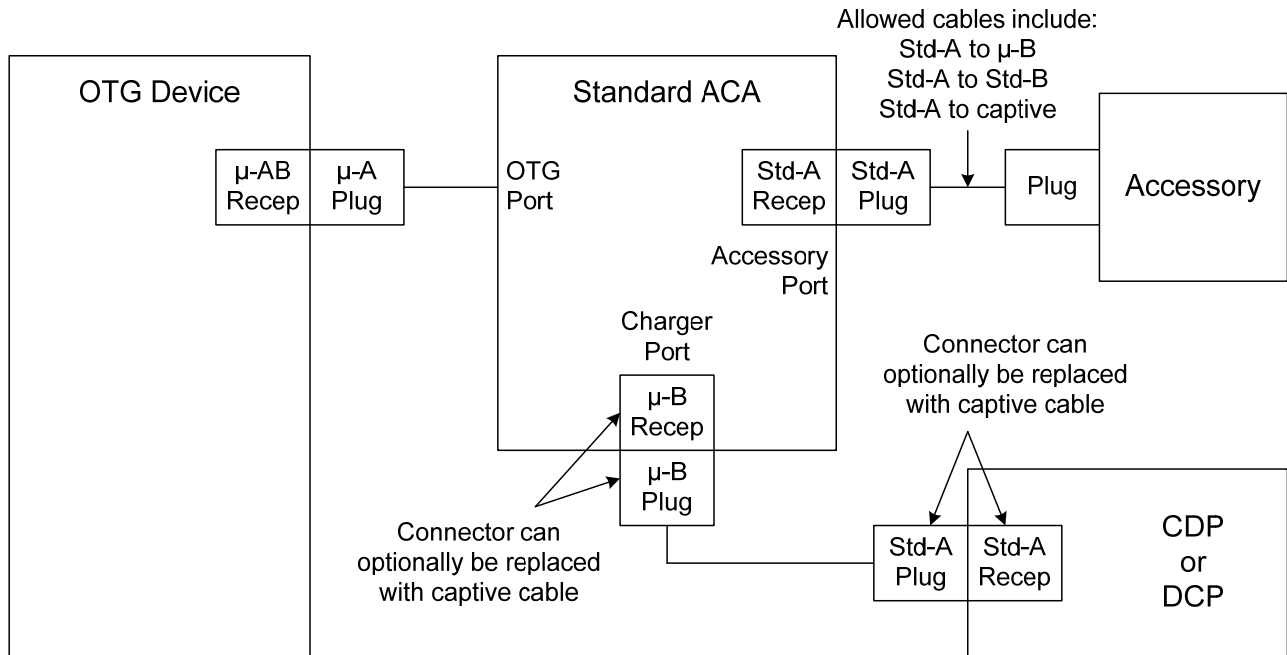 Allowed cables include:
Std-A to µ-B
Std-A to Std-B
Std-A to captive
OTG Device
Standard ACA
µ-AB
Recep
µ-A
Plug
OTG
Port
Std-A
Recep
Std-A
Plug
Plug
Accessory
Accessory
Port
Charger
Port
µ-B
Recep
µ-B
Plug
Connector can
optionally be replaced
with captive cable
Connector can
optionally be replaced
with captive cable
Std-A
Plug
Std-A
Recep
CDP
or
DCP